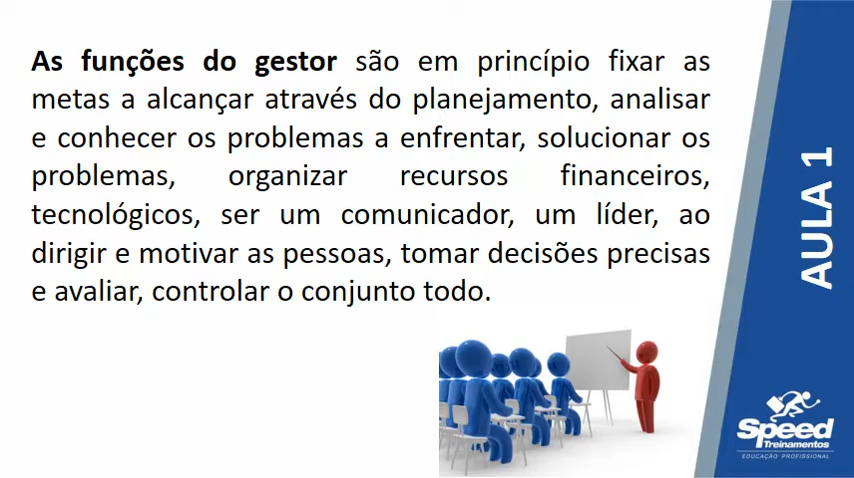 As funções do gestor são em princípio fixar as
metas a alcançar através do planejamento, analisar
e conhecer os problemas a enfrentar, solucionar os
problemas, organizar recursos financeiros,
tecnológicos, ser um comunicador, um líder, ao
dirigir e motivar as pessoas, tomar decisões precisas
e avaliar, controlar o conjunto todo.
AULA 1
Speed
Treinamentos
EDUCAÇÃO PROFISSIONAL